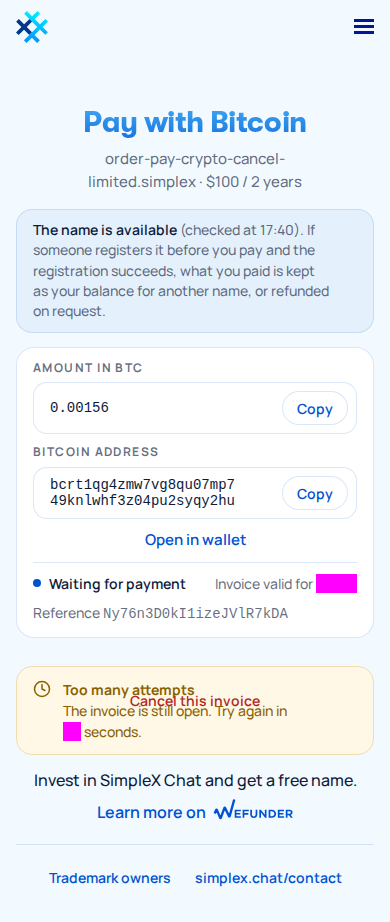 Pay with Bitcoin
order-pay-crypto-cancel-
limited.simplex · $100 / 2 years
The name is available (checked at 17:40). If
someone registers it before you pay and the
registration succeeds, what you paid is kept
as your balance for another name, or refunded
on request.
AMOUNT IN BTC
0.00156
Copy
BITCOIN ADDRESS
bcrt1qg4zmw7vg8qu07mp7
49knlwhf3z04pu2syqy2hu
Copy
Open in wallet
Waiting for payment
Invoice valid for
Reference Ny76n3D0kI1izeJVlR7kDA
Too many attempts
Cancel this invoice
The invoice is still open. Try again in
seconds.
Invest in SimpleX Chat and get a free name.
Learn more on WEFUNDER
Trademark owners
simplex.chat/contact